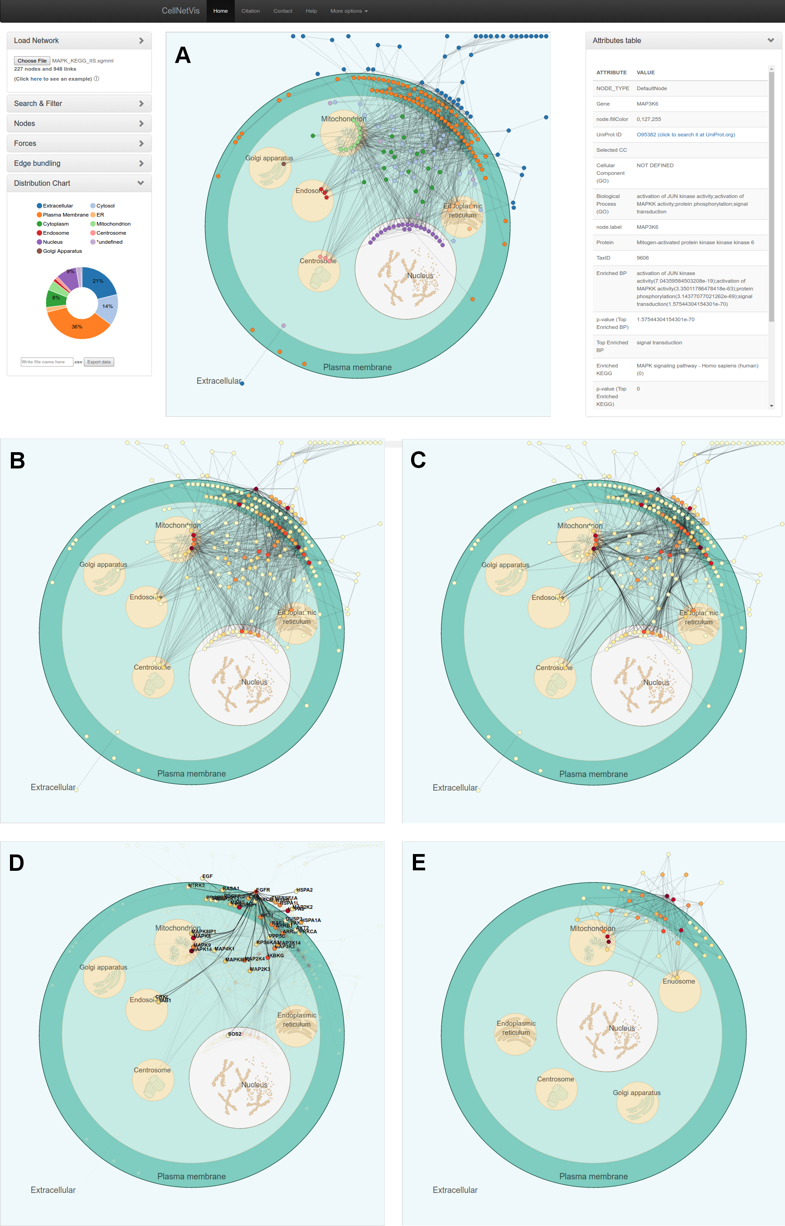 CellNetVis Home Citation Contact Help More options
Load Network
Choose File MAPK_KEGG_IIS.xgmml
227 nodes and 948 links
(Click here to see an example)
Search & Filter
Nodes
Forces
Edge bundling
Distribution Chart
Extracellular Cytosol
Plasma Membrane ER
Cytoplasm Mitochondrion
Endosome Centrosome
Nucleus *undefined
Golgi Apparatus
21%
14%
36%
8%
Write file name here .csv Export data
A
Mitochondrion
Golgi apparatus
Endosome
Endoplasmic
reticulum
Centrosome
Nucleus
Plasma membrane
Extracellular
Attributes table
ATTRIBUTE VALUE
NODE_TYPE DefaultNode
Gene MAP3K6
node.fillColor 0,127,255
UniProt ID O95382 (click to search it at UniProt.org)
Selected CC
Cellular
Component
(GO)
NOT DEFINED
Biological
Process
(GO)
activation of JUN kinase activity;activation of
MAPKK activity;protein phosphorylation;signal
transduction
node label MAP3K6
Protein Mitogen-activated protein kinase kinase kinase 6
TaxID 9606
Enriched BP
activation of JUN kinase
activity(7.04359584503208e-19);activation of
MAPKK activity(3.35011786478418e-63);protein
phosphorylation(3.14377077021262e-69);signal
transduction(1.57544304154301e-70)
p-value (Top
Enriched BP)
1.57544304154301e-70
Top Enriched
BP
signal transduction
Enriched
KEGG
MAPK signaling pathway - Homo sapiens (human)
(0)
p-value (Top
Enriched
KEGG)
0
B
Mitochondrion
Golgi apparatus
Endosome
Endoplasmic
reticulum
Centrosome
Nucleus
Plasma membrane
Extracellular
C
Mitochondrion
Golgi apparatus
Endosome
Endoplasmic
reticulum
Centrosome
Nucleus
Plasma membrane
Extracellular
D
EGF
NTRK3
RASA1
EGFR
HSPA2
MAP2K2
HSPA1A
PRKCA
MAPK8IP1
MAPK9
MAP4K1
RPS6KA3
MAP3K14
MAP2K4
IKBKG
MAP2K3
SOS2
Mitochondrion
Golgi apparatus
Endosome
Endoplasmic
reticulum
Centrosome
Nucleus
Plasma membrane
Extracellular
E
Mitochondrion
Endosome
Nucleus
Endoplasmic
reticulum
Centrosome
Golgi apparatus
Plasma membrane
Extracellular